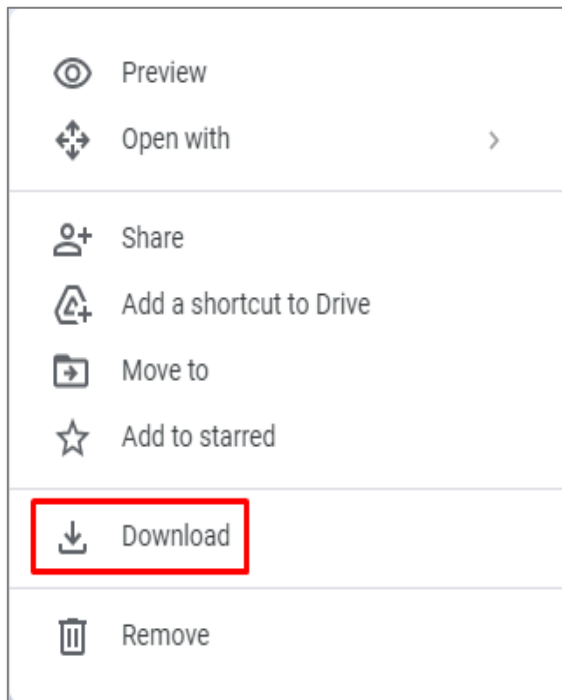 Preview
Open with
Share
Add a shortcut to Drive
Move to
Add to starred
Download
Remove